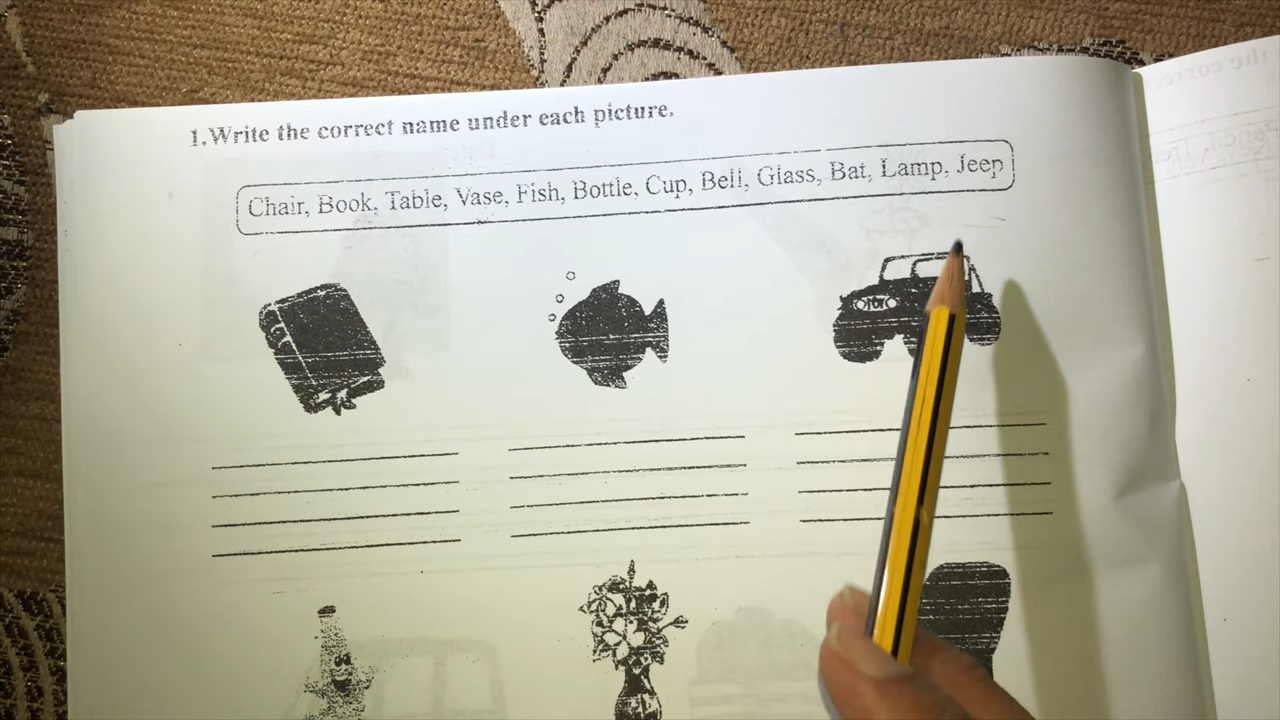 1.Write the correct name under each picture.
Chair, Book, Table, Vase, Fish, Bottle, Cup, Bell, Glass, Bat, Lamp, Jeep